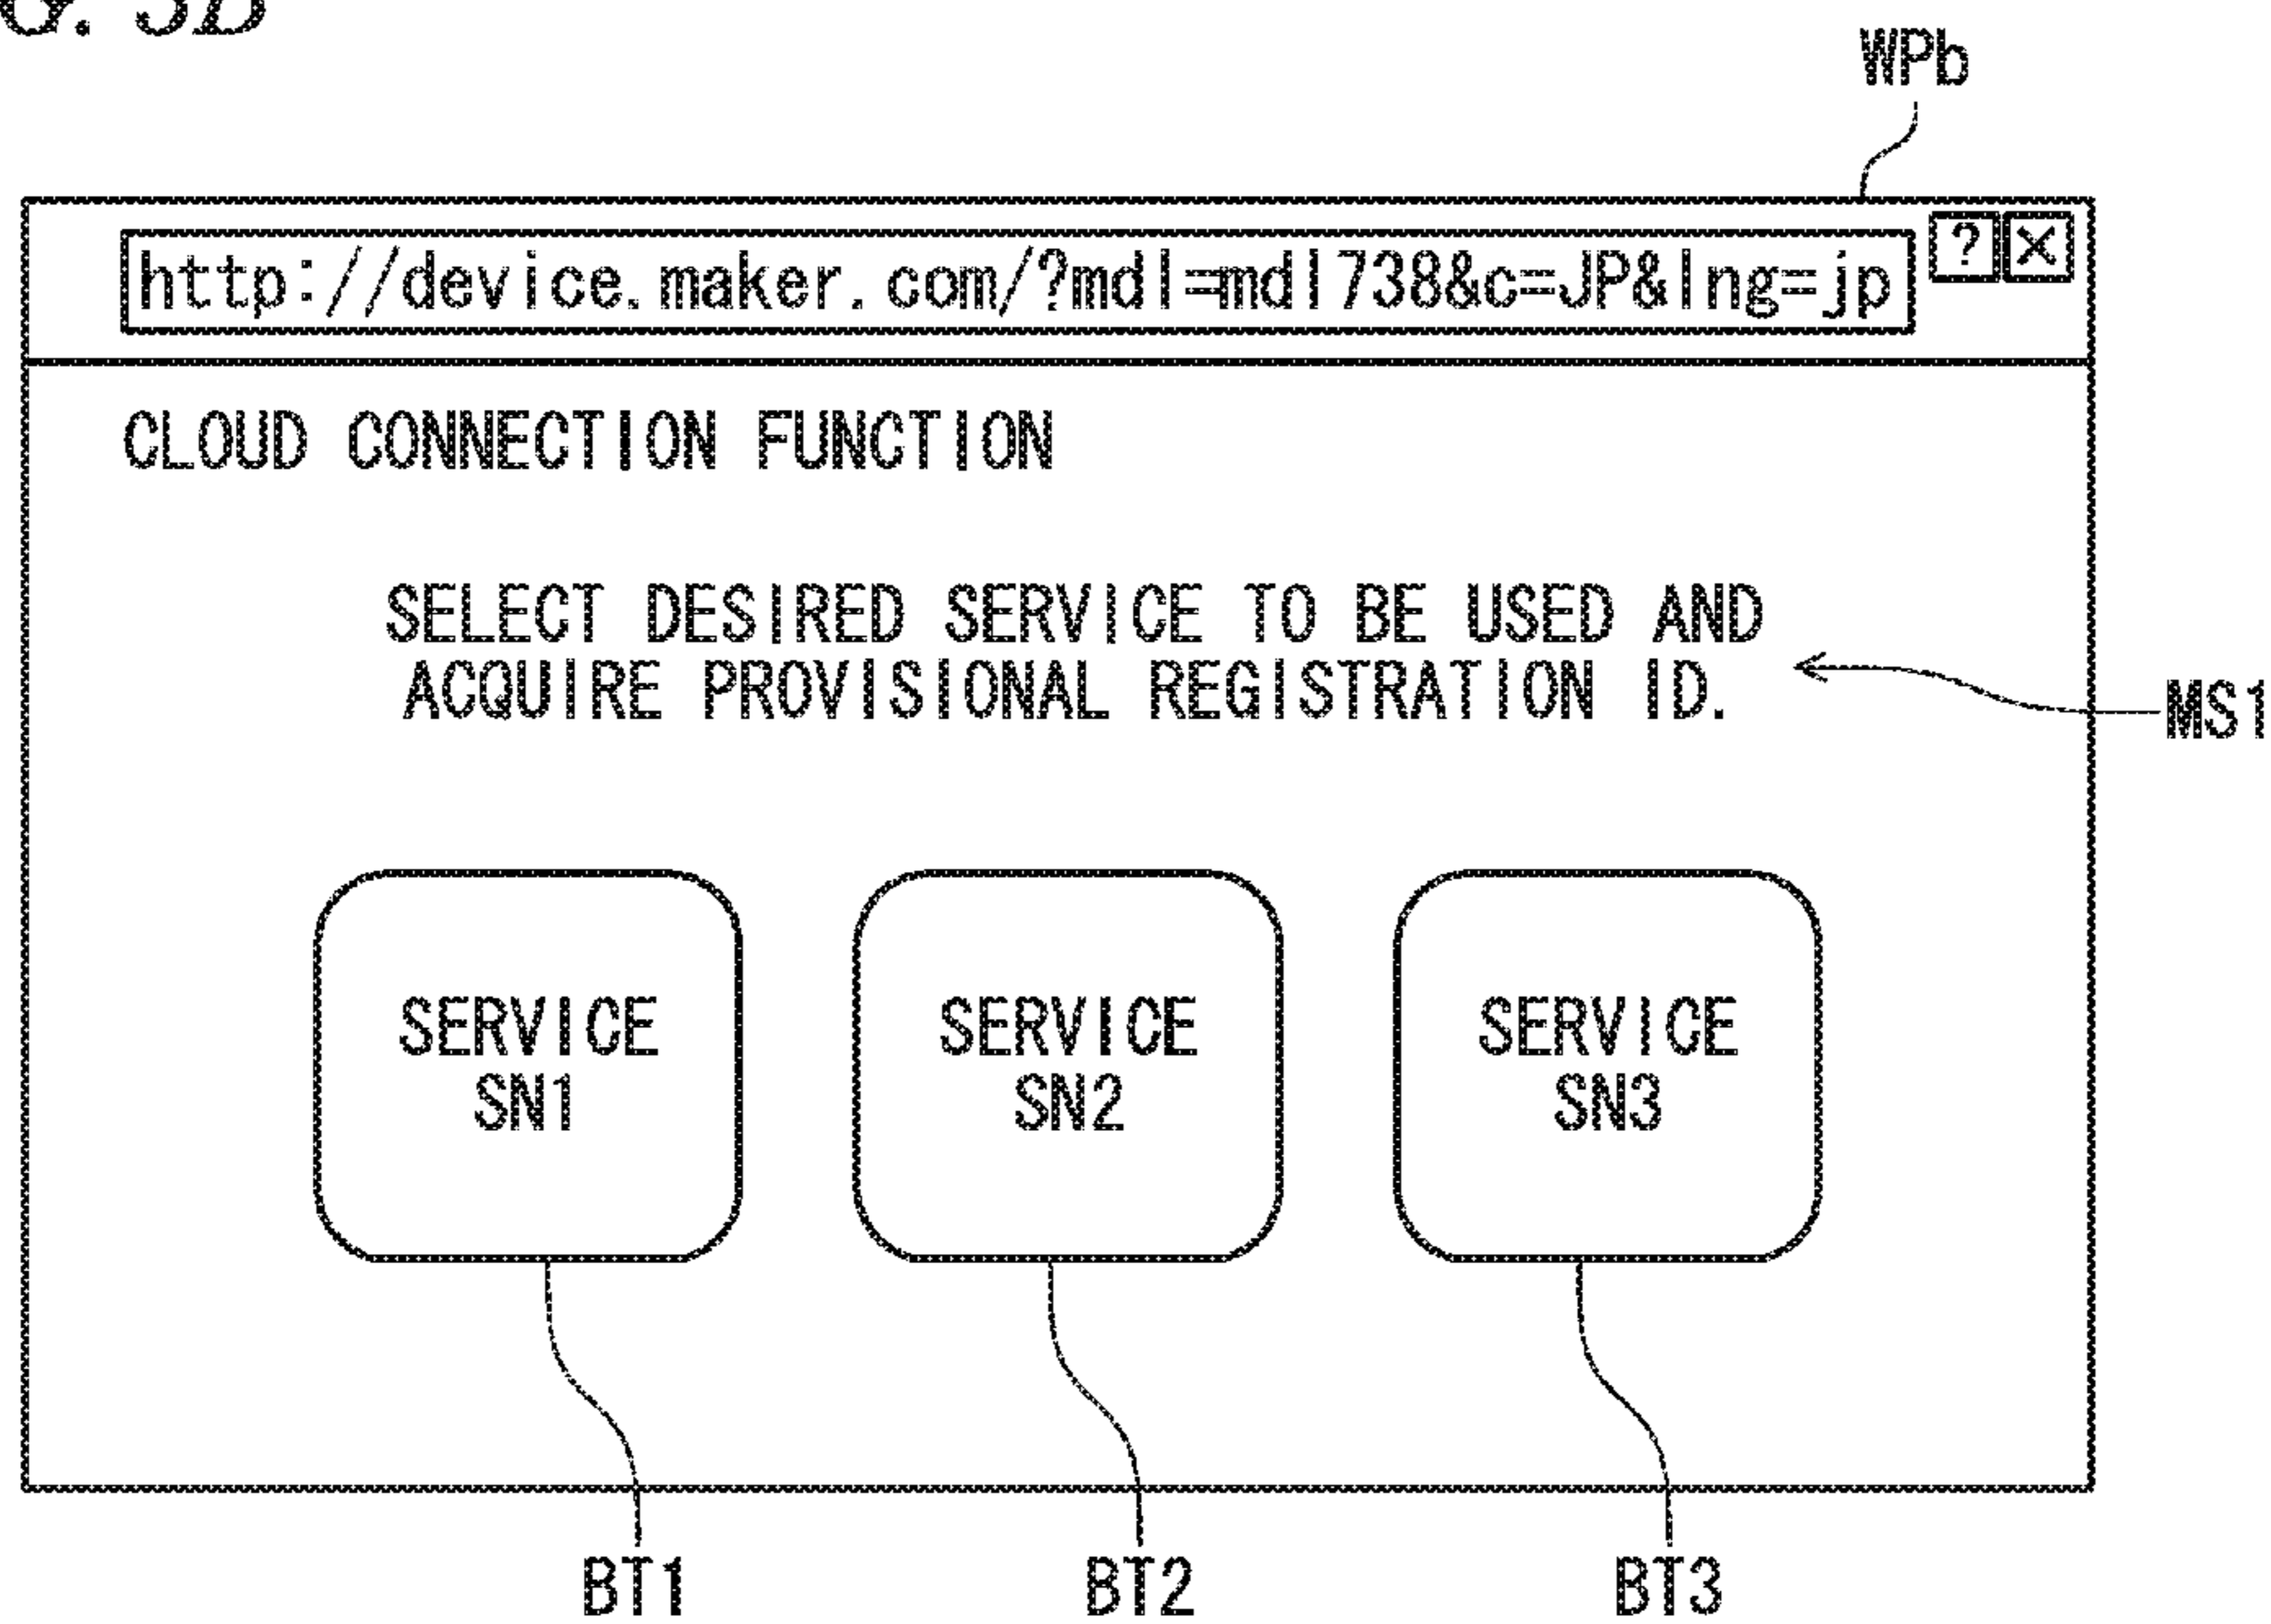 WPb
http://device.maker.com/?mdl=mdl738&c=JP&lng=jp
? ×
CLOUD CONNECTION FUNCTION
SELECT DESIRED SERVICE TO BE USED AND
ACQUIRE PROVISIONAL REGISTRATION ID.
MS1
SERVICE
SN1
SERVICE
SN2
SERVICE
SN3
BT1
BT2
BT3